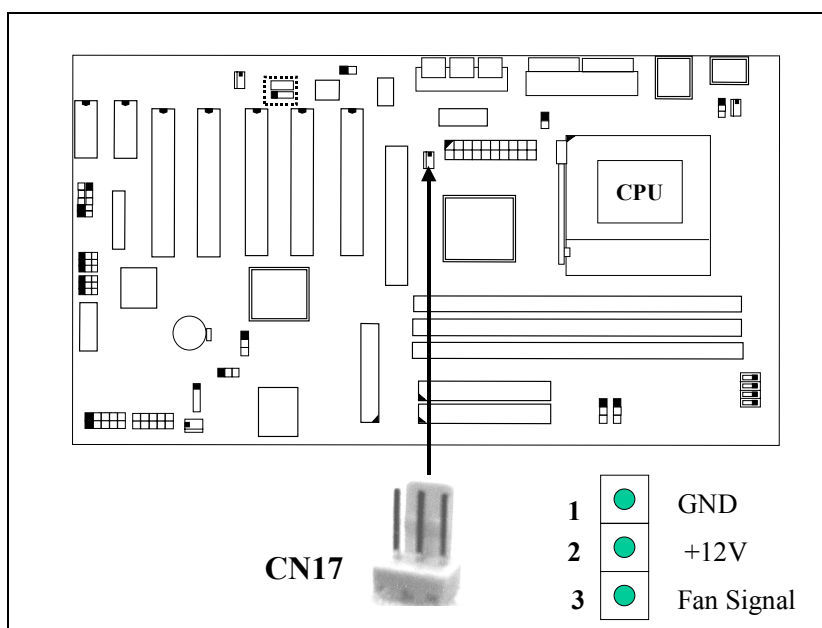 CPU
CN17
1 GND
2 +12V
3 Fan Signal